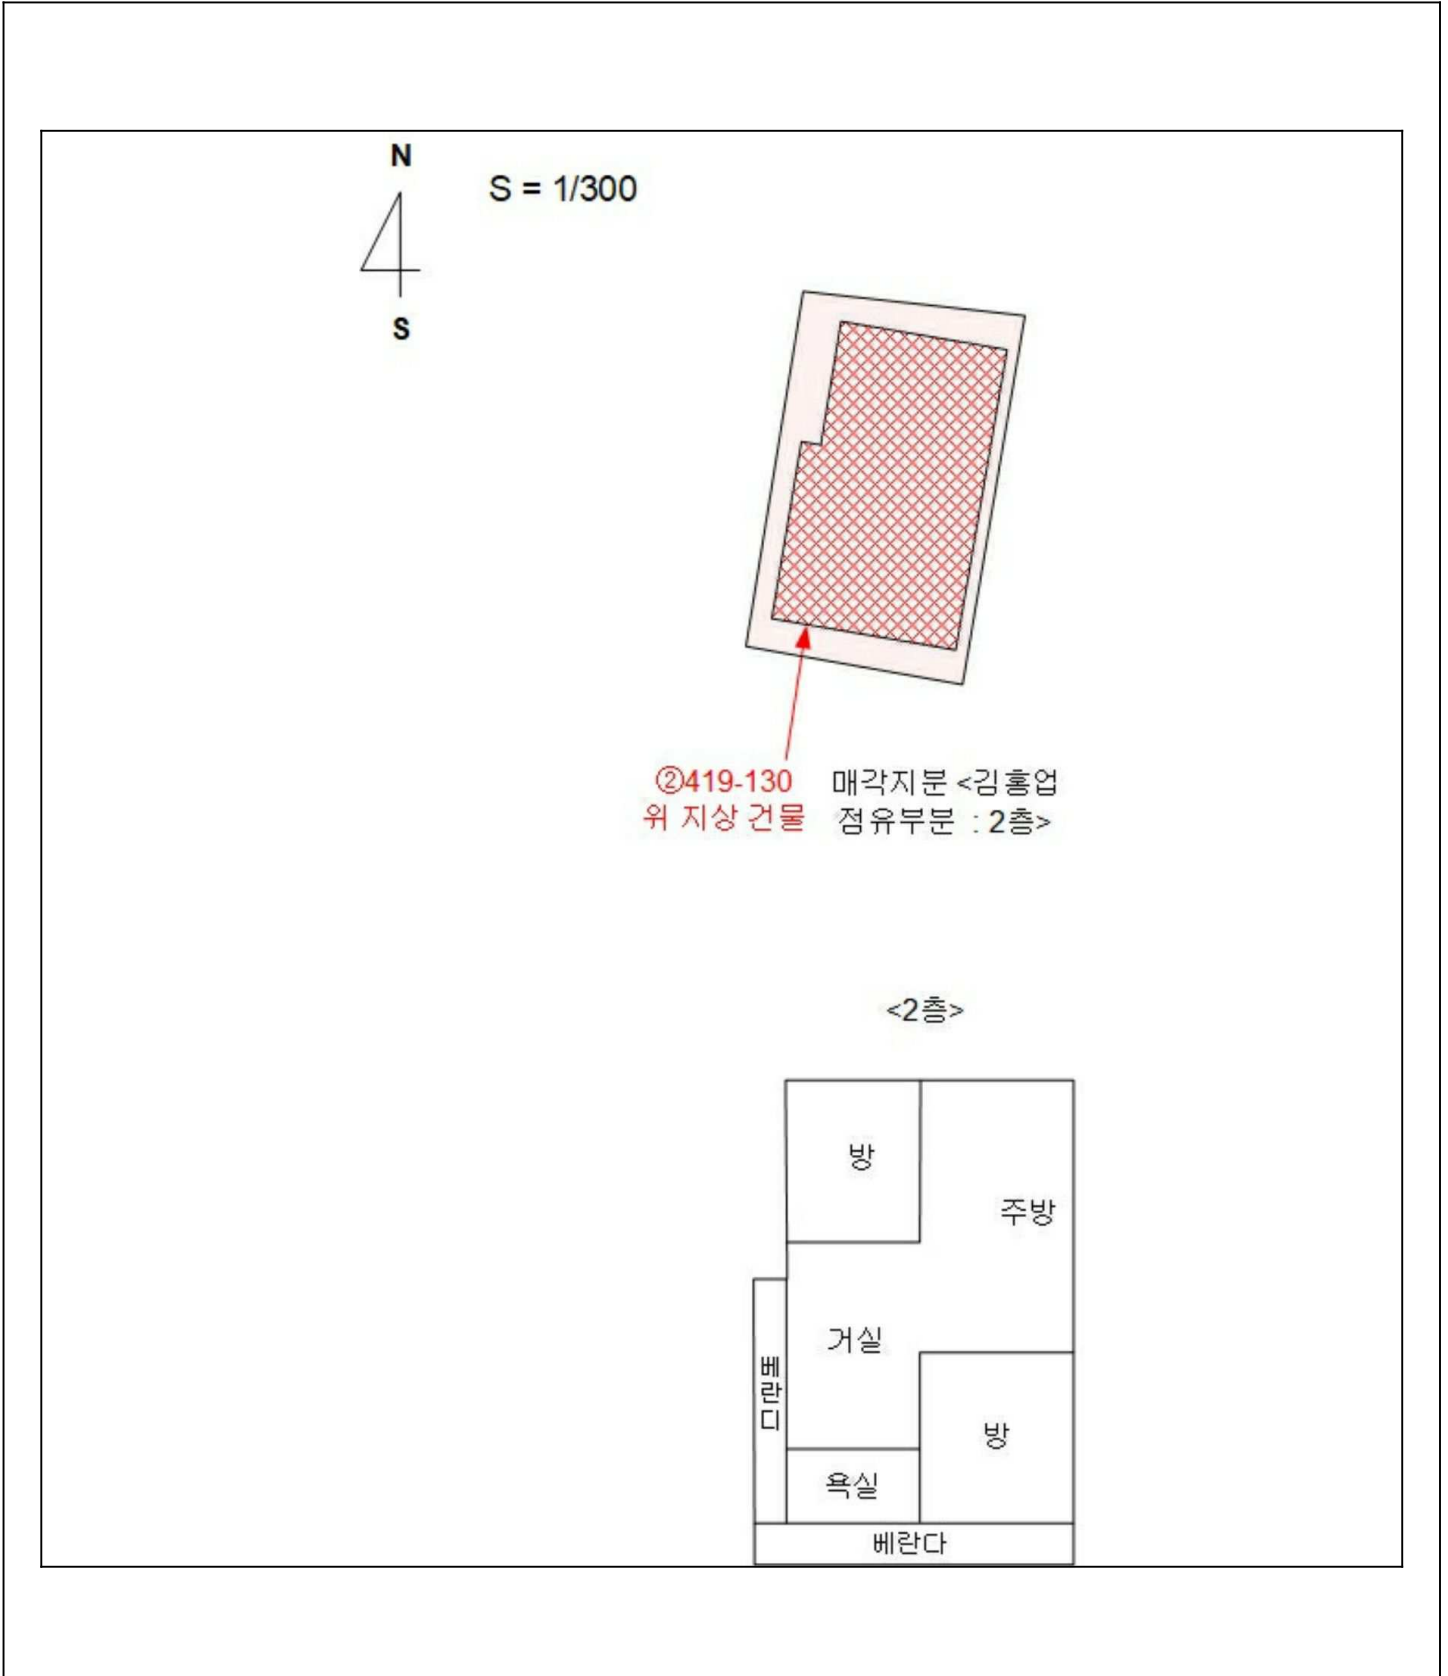 N
S = 1/300
S
②419-130
위 지상 건물
매각지분 <김홍업
점유부분 : 2층>
<2층>
방
주방
거실
베란디
방
욕실
베란다